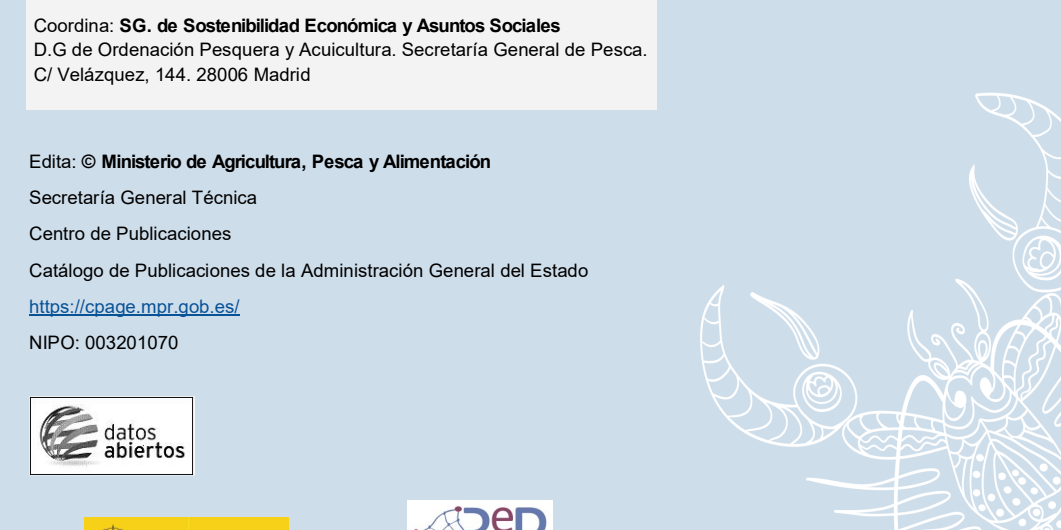 Coordina: SG. de Sostenibilidad Económica y Asuntos Sociales
D.G de Ordenación Pesquera y Acuicultura. Secretaría General de Pesca.
C/ Velázquez, 144. 28006 Madrid
Edita: © Ministerio de Agricultura, Pesca y Alimentación
Secretaría General Técnica
Centro de Publicaciones
Catálogo de Publicaciones de la Administración General del Estado
https://cpage.mpr.gob.es/
NIPO: 003201070
datos
abiertos